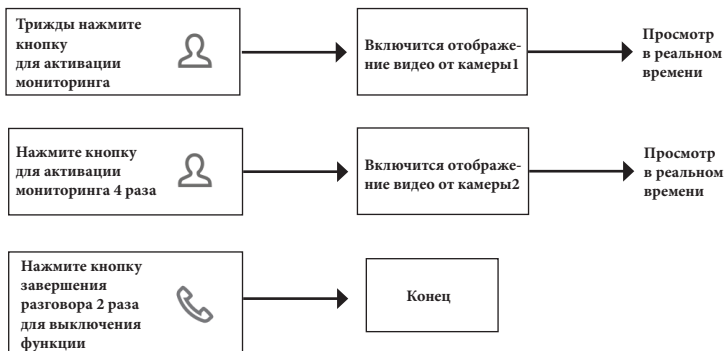 Трижды нажмите
кнопку
для активации
мониторинга
Включится отображе-
ние видео от камеры1
Просмотр
в реальном
времени
Нажмите кнопку
для активации
мониторинга 4 раза
Включится отображе-
ние видео от камеры2
Просмотр
в реальном
времени
Нажмите кнопку
завершения
разговора 2 раза
для выключения
функции
Конец